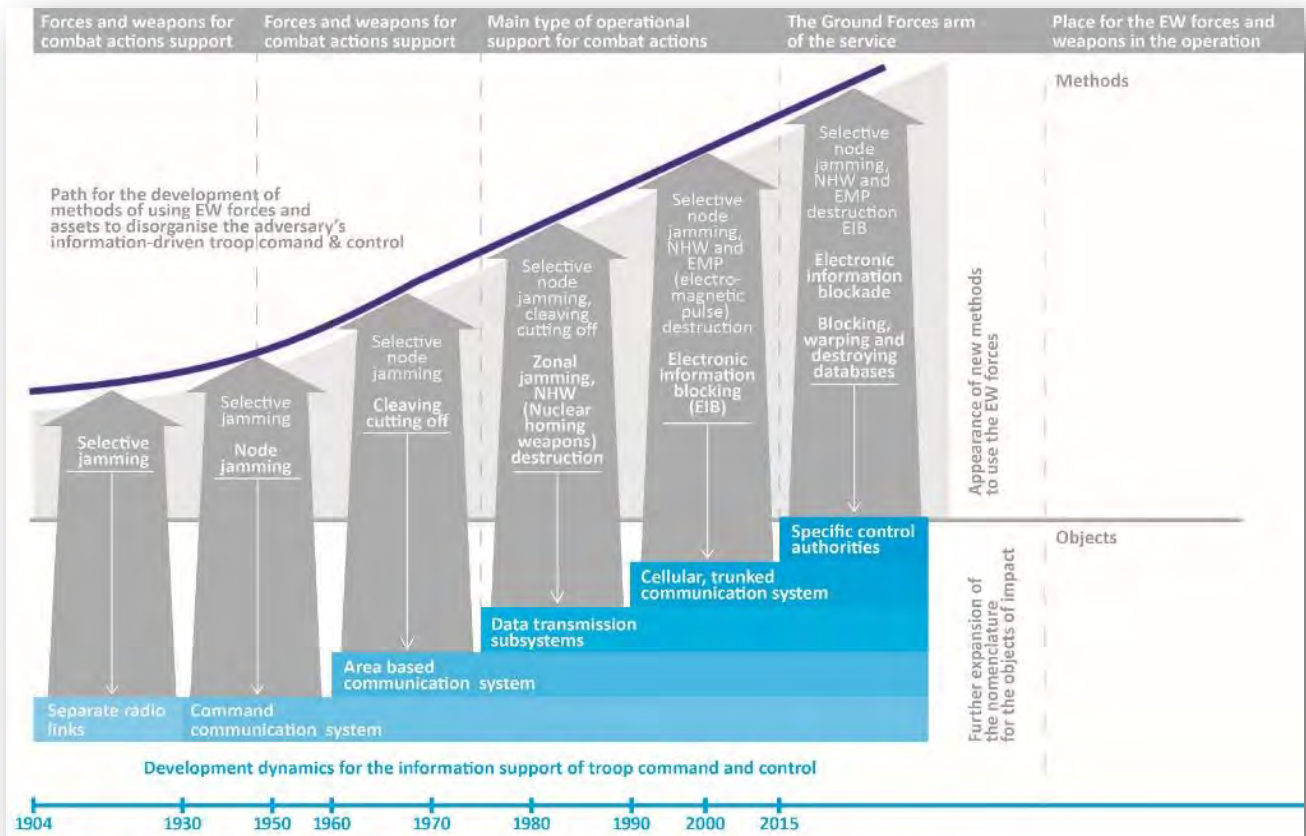 Forces and weapons for
combat actions support
Forces and weapons for
combat actions support
Main type of operational
support for combat actions
The Ground Forces arm
of the service
Place for the EW forces and
weapons in the operation
Methods
Path for the development of
methods of using EW forces and
assets to disorganise the adversary's
information-driven troop comand & control
Selective
jamming
Selective
jamming
Node
jamming
Selective
node
jamming
Cleaving
cutting off
Selective
node
jamming,
cleaving
cutting off
Zonal
jamming,
NHW
(Nuclear
homing
weapons)
destruction
Selective
node
jamming,
NHW and
EMP
(electro-
magnetic
pulse)
destruction
Electronic
information
blocking
(EIB)
Selective
node
jamming,
NHW and
EMP
destruction
EIB
Electronic
information
blockade
Blocking,
warping and
destroying
databases
Appearance of new methods
to use the EW forces
Objects
Specific control
authorities
Cellular, trunked
communication system
Data transmission
subsystems
Area based
communication system
Separate radio
links
Command
communication system
Further expansion of
the nomenclature
for the objects of impact
Development dynamics for the information support of troop command and control
1904 1930 1950 1960 1970 1980 1990 2000 2015